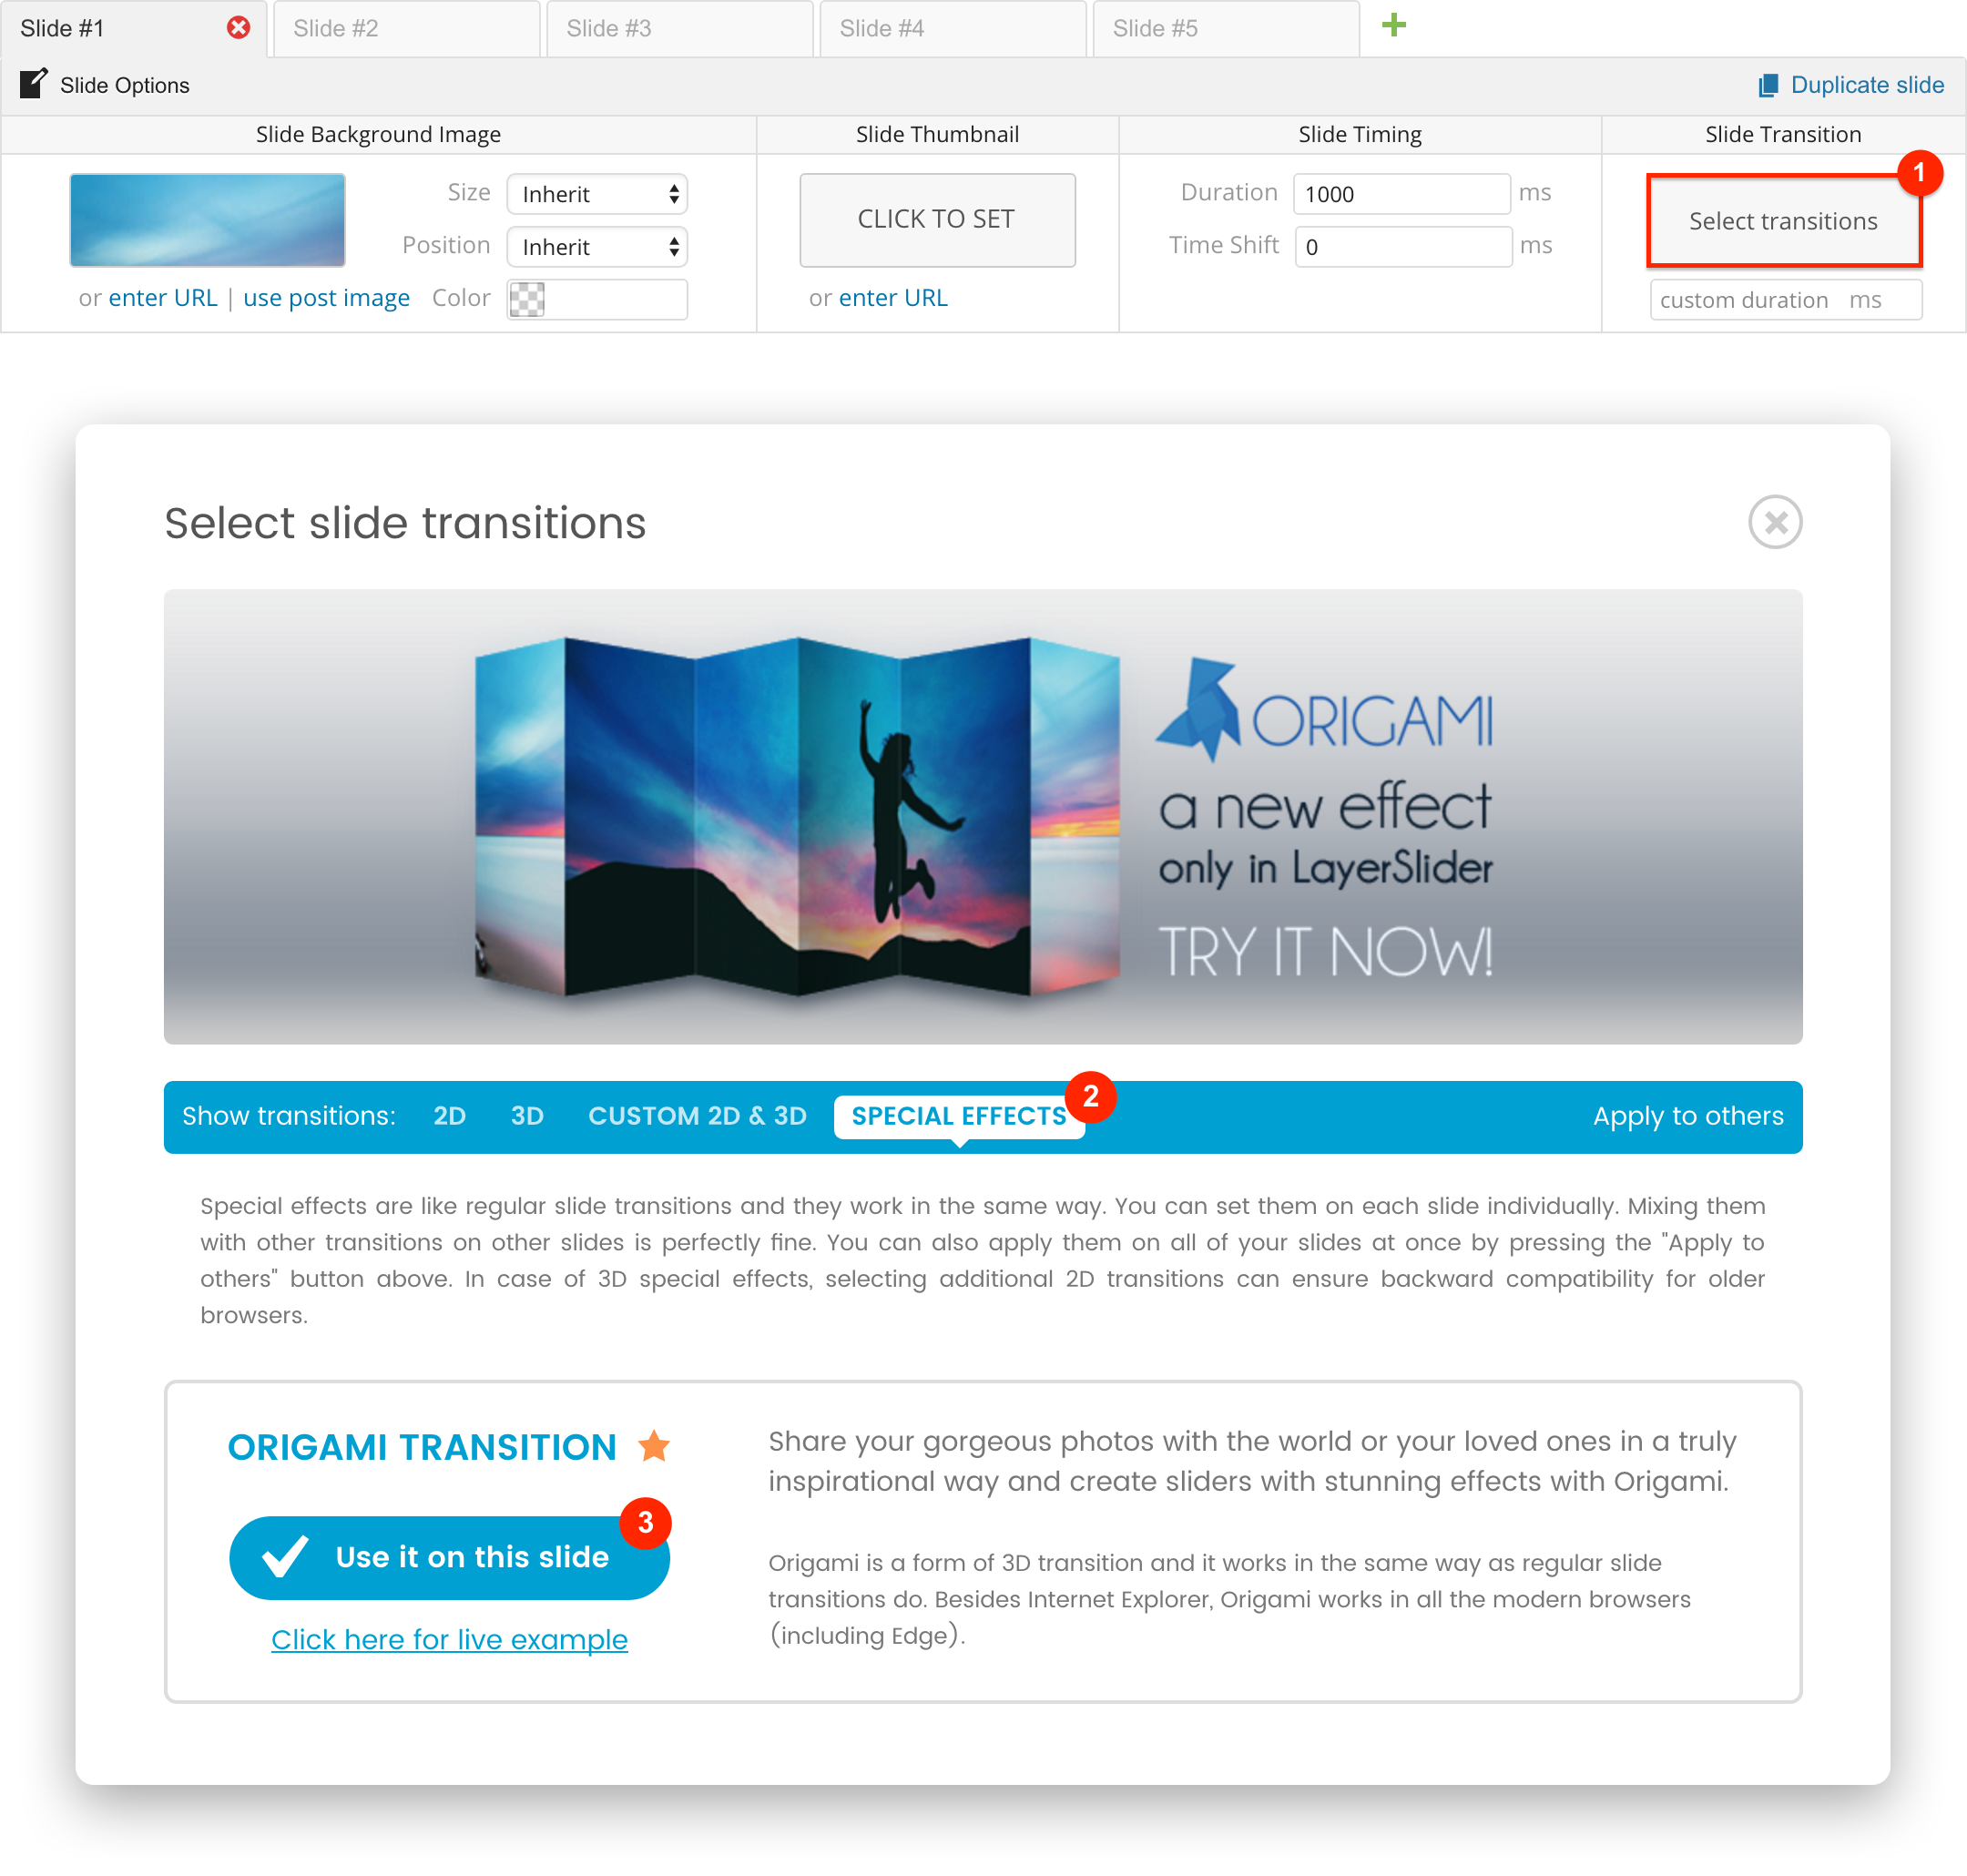 Slide #1
Slide #2
Slide #3
Slide #4
Slide #5
Slide Options
Duplicate slide
Slide Background Image
Slide Thumbnail
Slide Timing
Slide Transition
1
Size
Inherit
CLICK TO SET
Duration
1000
ms
Select transitions
Position
Inherit
Time Shift
0
ms
or enter URL | use post image
Color
or enter URL
custom duration ms
Select slide transitions
ORIGAMI
a new effect
only in LayerSlider
TRY IT NOW!
2
Show transitions:
2D
3D
CUSTOM 2D & 3D
SPECIAL EFFECTS
Apply to others
Special effects are like regular slide transitions and they work in the same way. You can set them on each slide individually. Mixing them
with other transitions on other slides is perfectly fine. You can also apply them on all of your slides at once by pressing the "Apply to
others" button above. In case of 3D special effects, selecting additional 2D transitions can ensure backward compatibility for older
browsers.
ORIGAMI TRANSITION
3
Use it on this slide
Click here for live example
Share your gorgeous photos with the world or your loved ones in a truly
inspirational way and create sliders with stunning effects with Origami.
Origami is a form of 3D transition and it works in the same way as regular slide
transitions do. Besides Internet Explorer, Origami works in all the modern browsers
(including Edge).